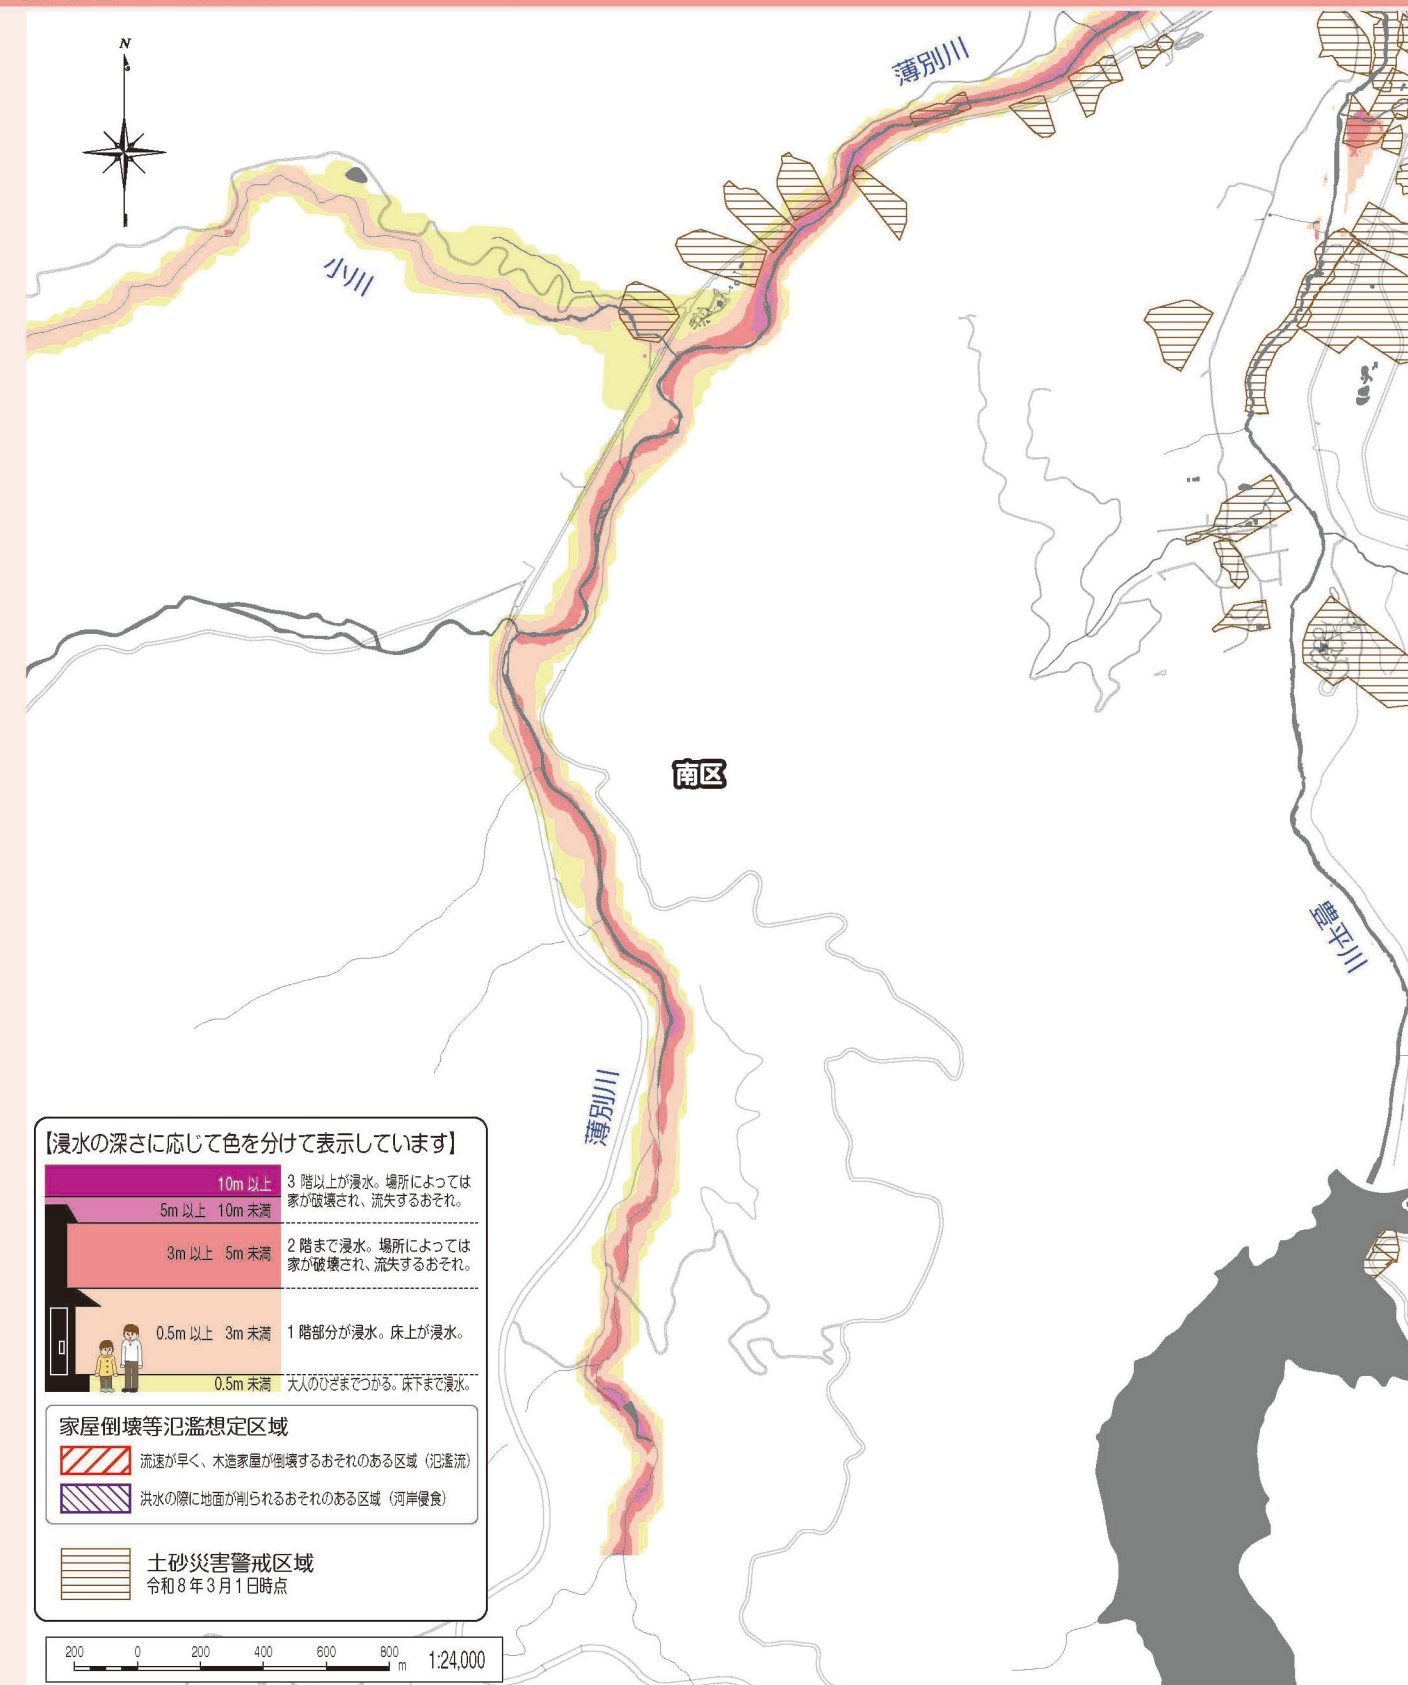 N
薄別川
小川
南区
豊平川
薄別川
【浸水の深さに応じて色を分けて表示しています】
10m 以上
3 階以上が浸水。場所によっては
家が破壊され、流失するおそれ。
5m 以上 10m 未満
3m 以上 5m 未満
2 階まで浸水。場所によっては
家が破壊され、流失するおそれ。
0.5m 以上 3m 未満
1 階部分が浸水。床上が浸水。
0.5m 未満
大人のひざまでつかる。床下まで浸水。
家屋倒壊等氾濫想定区域
流速が早く、木造家屋が倒壊するおそれのある区域（氾濫流）
洪水の際に地面が削られるおそれのある区域（河岸侵食）
土砂災害警戒区域
令和8年3月1日時点
200 0 200 400 600 800 m 1:24,000